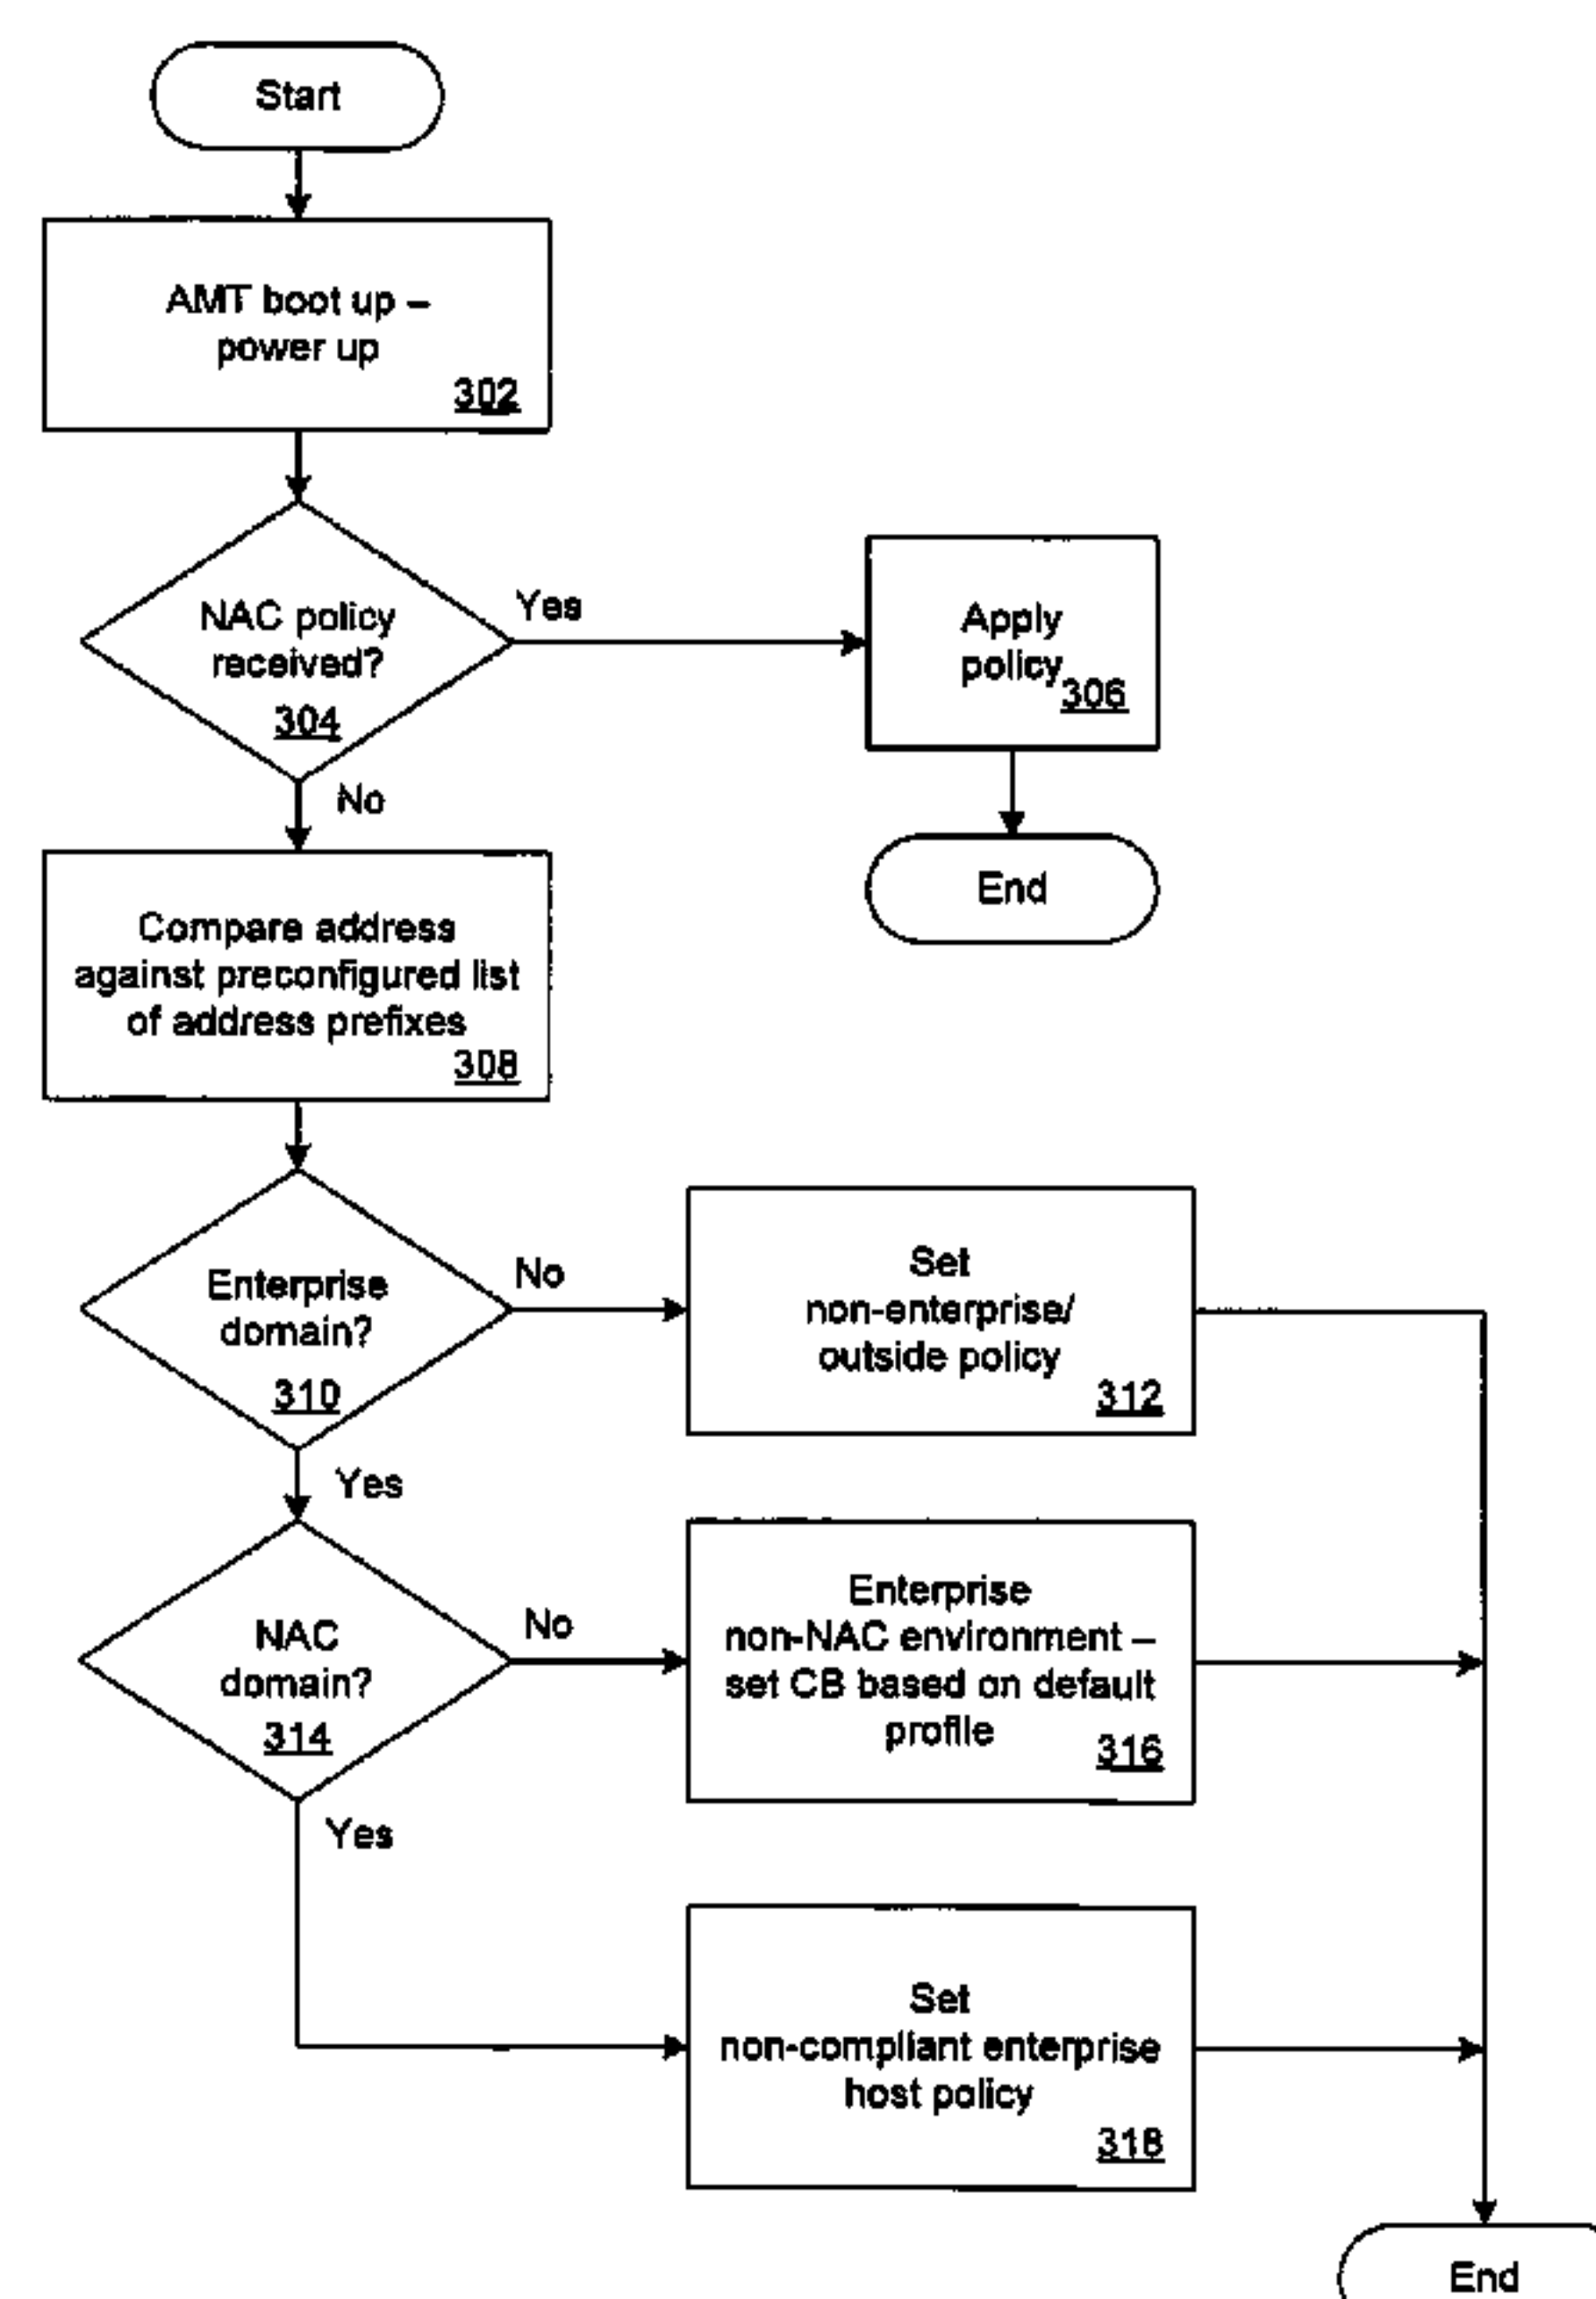 Start
AMT boot up –
power up
302
NAC policy
received?
304
Yes
Apply
policy
306
No
End
Compare address
against preconfigured list
of address prefixes
308
Enterprise
domain?
310
No
Set
non-enterprise/
outside policy
312
Yes
NAC
domain?
314
No
Enterprise
non-NAC environment –
set CB based on default
profile
316
Yes
Set
non-compliant enterprise
host policy
318
End